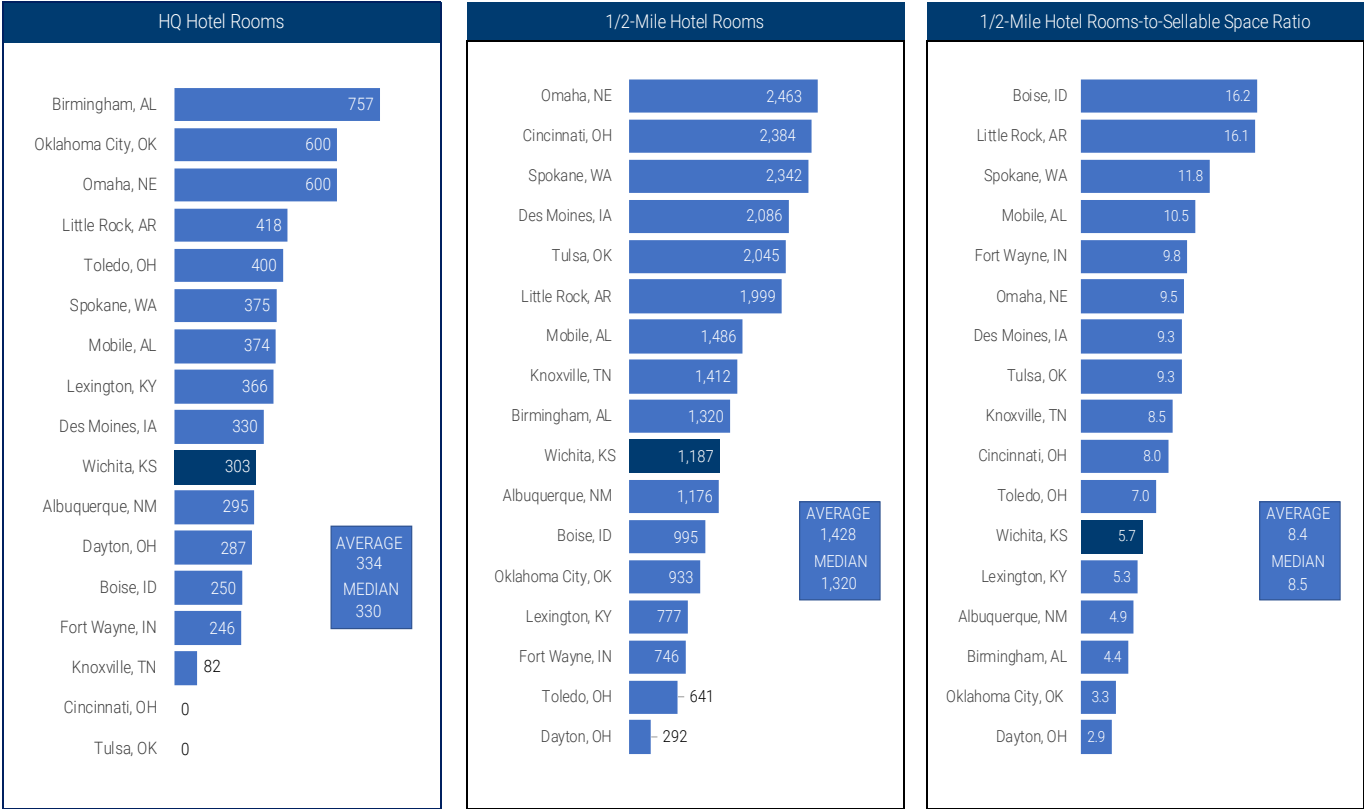 HQ Hotel Rooms
Birmingham, AL 757
Oklahoma City, OK 600
Omaha, NE 600
Little Rock, AR 418
Toledo, OH 400
Spokane, WA 375
Mobile, AL 374
Lexington, KY 366
Des Moines, IA 330
Wichita, KS 303
Albuquerque, NM 295
Dayton, OH 287
Boise, ID 250
Fort Wayne, IN 246
Knoxville, TN 82
Cincinnati, OH 0
Tulsa, OK 0
AVERAGE
334
MEDIAN
330
1/2-Mile Hotel Rooms
Omaha, NE 2,463
Cincinnati, OH 2,384
Spokane, WA 2,342
Des Moines, IA 2,086
Tulsa, OK 2,045
Little Rock, AR 1,999
Mobile, AL 1,486
Knoxville, TN 1,412
Birmingham, AL 1,320
Wichita, KS 1,187
Albuquerque, NM 1,176
Boise, ID 995
Oklahoma City, OK 933
Lexington, KY 777
Fort Wayne, IN 746
Toledo, OH 641
Dayton, OH 292
AVERAGE
1,428
MEDIAN
1,320
1/2-Mile Hotel Rooms-to-Sellable Space Ratio
Boise, ID 16.2
Little Rock, AR 16.1
Spokane, WA 11.8
Mobile, AL 10.5
Fort Wayne, IN 9.8
Omaha, NE 9.5
Des Moines, IA 9.3
Tulsa, OK 9.3
Knoxville, TN 8.5
Cincinnati, OH 8.0
Toledo, OH 7.0
Wichita, KS 5.7
Lexington, KY 5.3
Albuquerque, NM 4.9
Birmingham, AL 4.4
Oklahoma City, OK 3.3
Dayton, OH 2.9
AVERAGE
8.4
MEDIAN
8.5